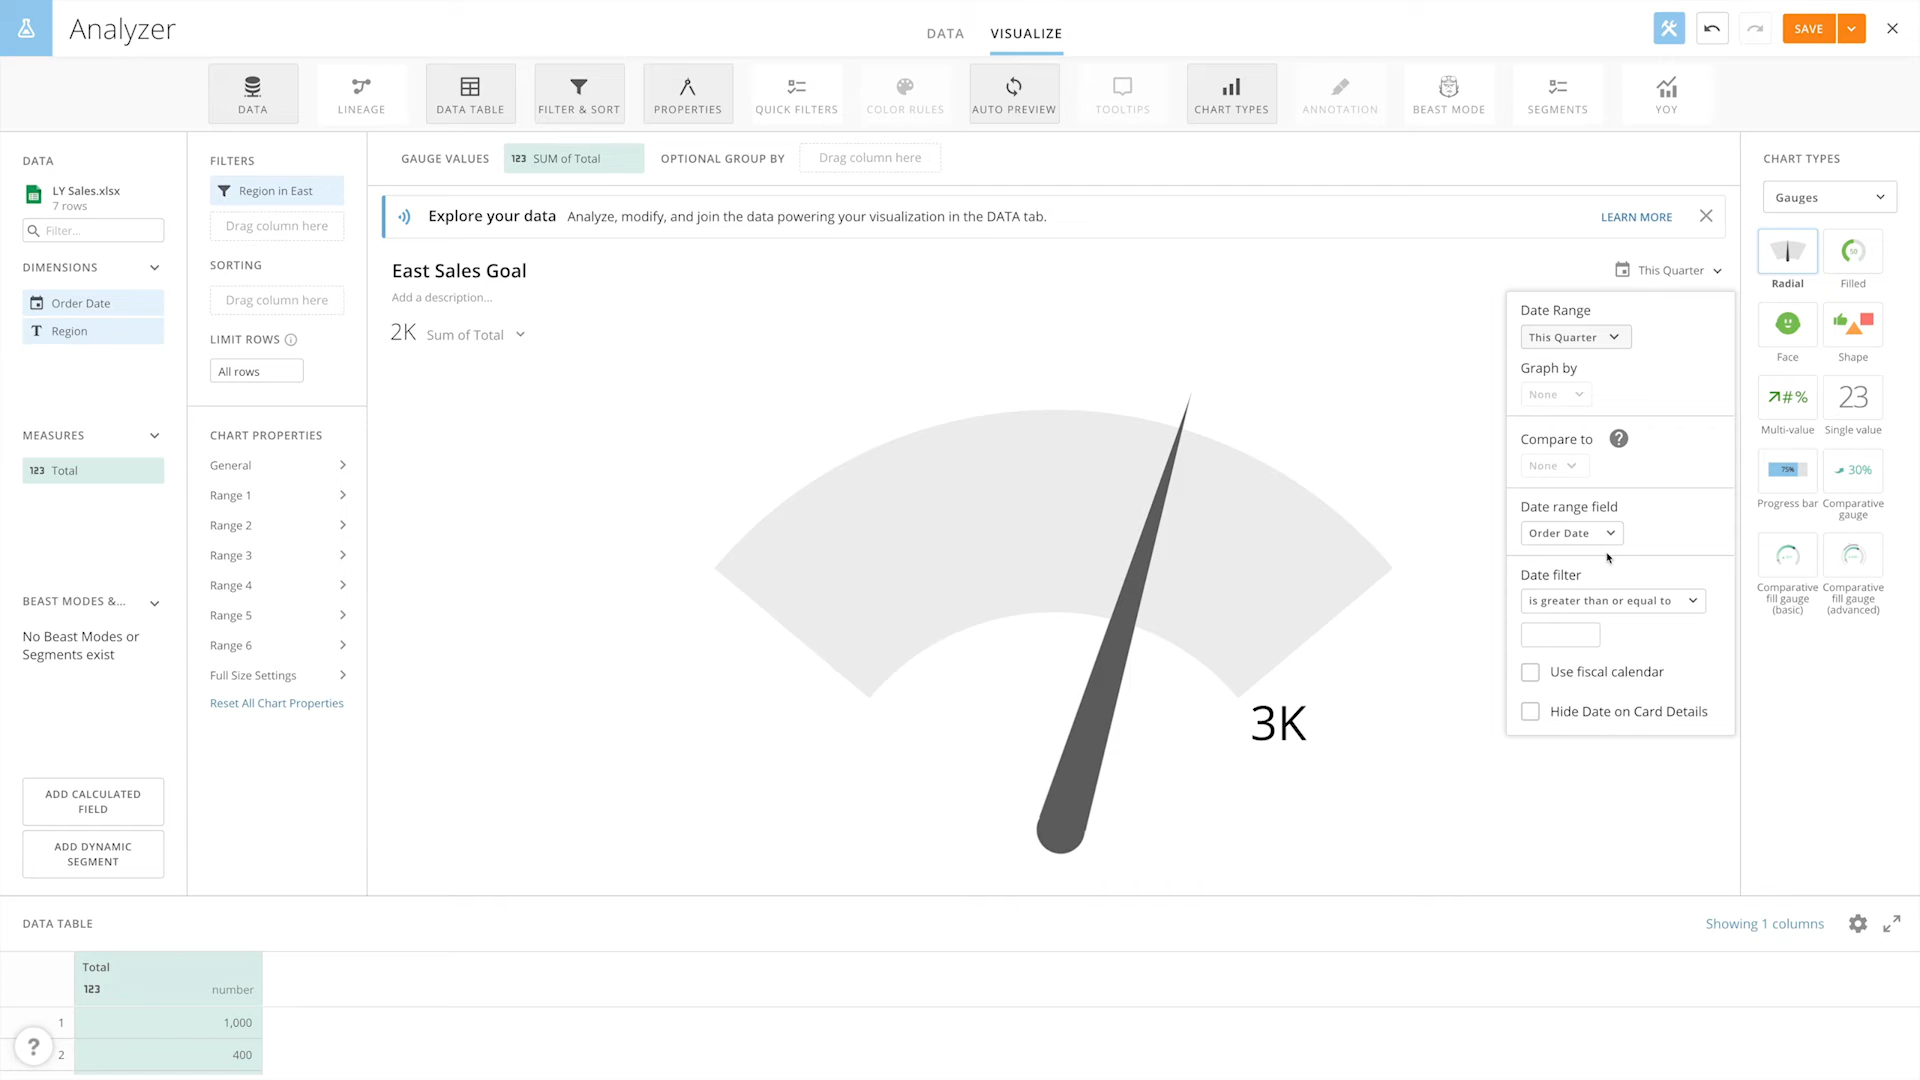 Analyzer
DATA
VISUALIZE
SAVE
DATA
LINEAGE
DATA TABLE
FILTER & SORT
PROPERTIES
QUICK FILTERS
COLOR RULES
AUTO PREVIEW
TOOLTIPS
CHART TYPES
ANNOTATION
BEAST MODE
SEGMENTS
YOY
DATA
LY Sales.xlsx
7 rows
Filter...
DIMENSIONS
Order Date
T Region
MEASURES
123 Total
BEAST MODES &...
No Beast Modes or
Segments exist
ADD CALCULATED
FIELD
ADD DYNAMIC
SEGMENT
FILTERS
Region in East
Drag column here
SORTING
Drag column here
LIMIT ROWS
All rows
CHART PROPERTIES
General
Range 1
Range 2
Range 3
Range 4
Range 5
Range 6
Full Size Settings
Reset All Chart Properties
GAUGE VALUES
123 SUM of Total
OPTIONAL GROUP BY
Drag column here
Explore your data Analyze, modify, and join the data powering your visualization in the DATA tab.
LEARN MORE
East Sales Goal
This Quarter
Add a description...
2K Sum of Total
3K
Date Range
This Quarter
Graph by
None
Compare to
None
Date range field
Order Date
Date filter
is greater than or equal to
Use fiscal calendar
Hide Date on Card Details
CHART TYPES
Gauges
Radial
50
Filled
Face
Shape
#%
Multi-value
23
Single value
75%
Progress bar
30%
Comparative
gauge
Comparative
fill gauge
(basic)
Comparative
fill gauge
(advanced)
DATA TABLE
Showing 1 columns
Total
123 number
1 1,000
2 400
?